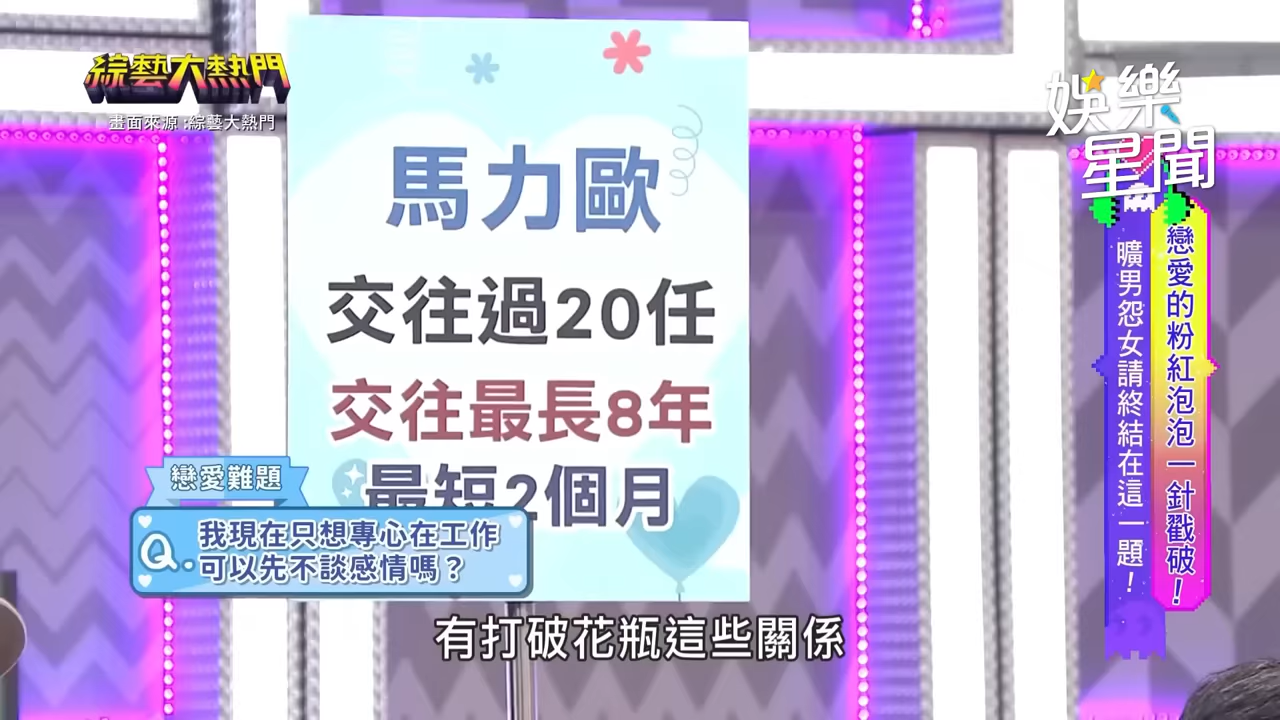 綜藝大熱門
畫面來源:綜藝大熱門
娛樂
星聞
馬力歐
交往過20任
交往最長8年
最短2個月
戀愛的粉紅泡泡一針戳破!
曠男怨女請終結在這一題!
戀愛難題
Q.我現在只想專心在工作
可以先不談感情嗎?
有打破花瓶這些關係